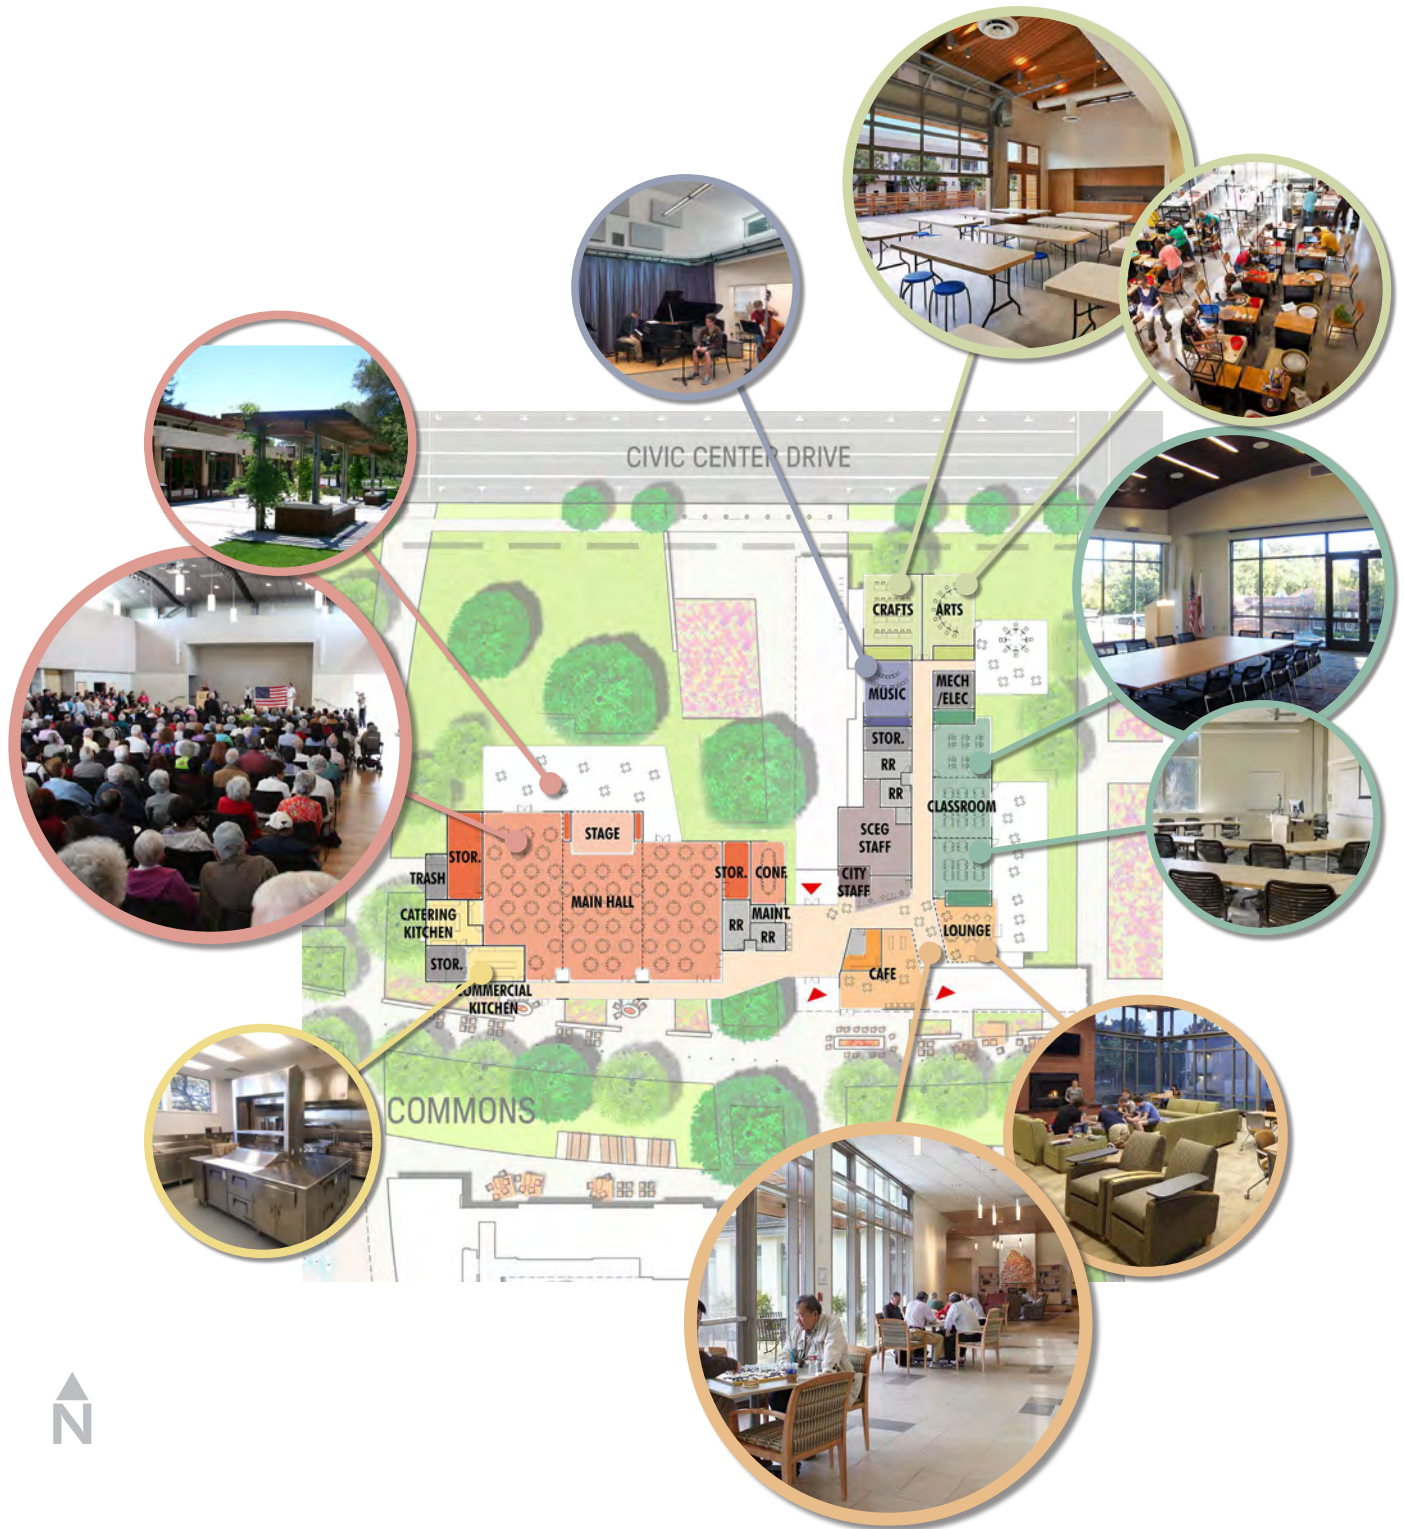 CIVIC CENTER DRIVE
CRAFTS
ARTS
MUSIC
MECH
/ELEC
STOR.
RR
RR
CLASSROOM
SCEG
STAFF
CITY
STAFF
STAGE
STOR.
TRASH
MAIN HALL
STOR.
CONF.
CATERING
KITCHEN
RR
MAINT.
RR
LOUNGE
STOR.
CAFE
COMMERCIAL
KITCHEN
COMMONS
N